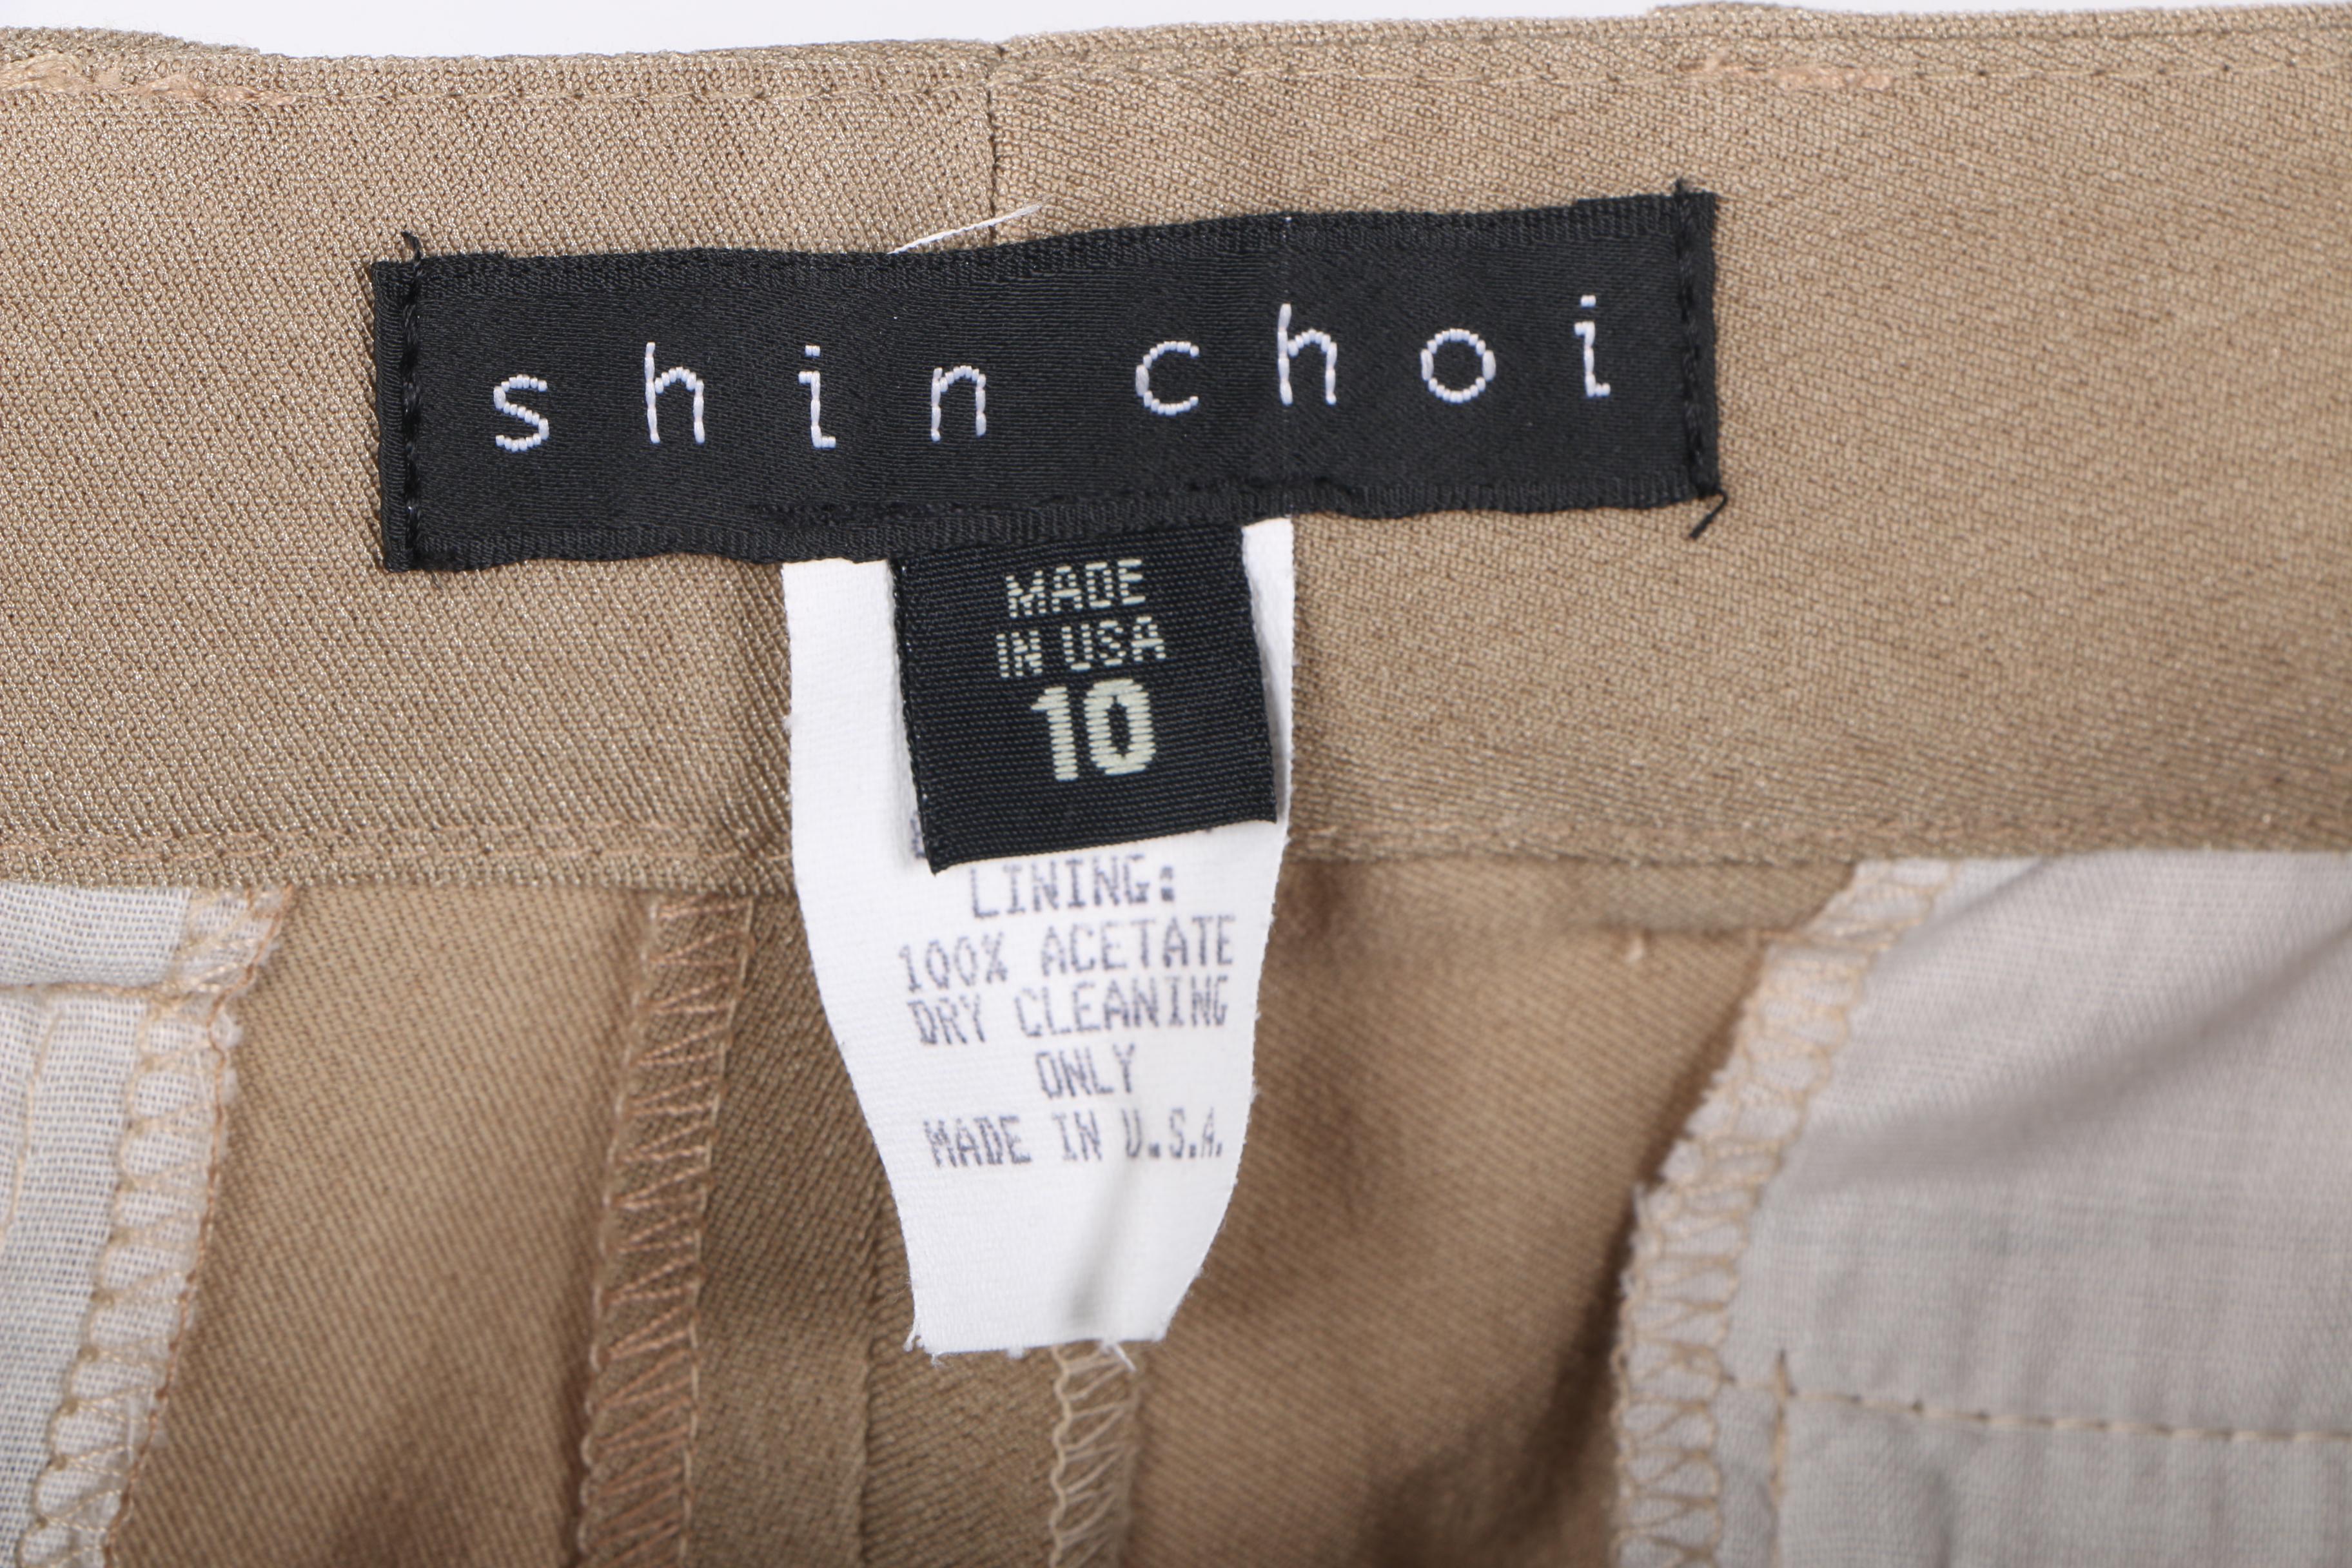 shin choi
MADE
IN USA
10
LINING:
100% ACETATE
DRY CLEANING
ONLY
MADE IN U.S.A.